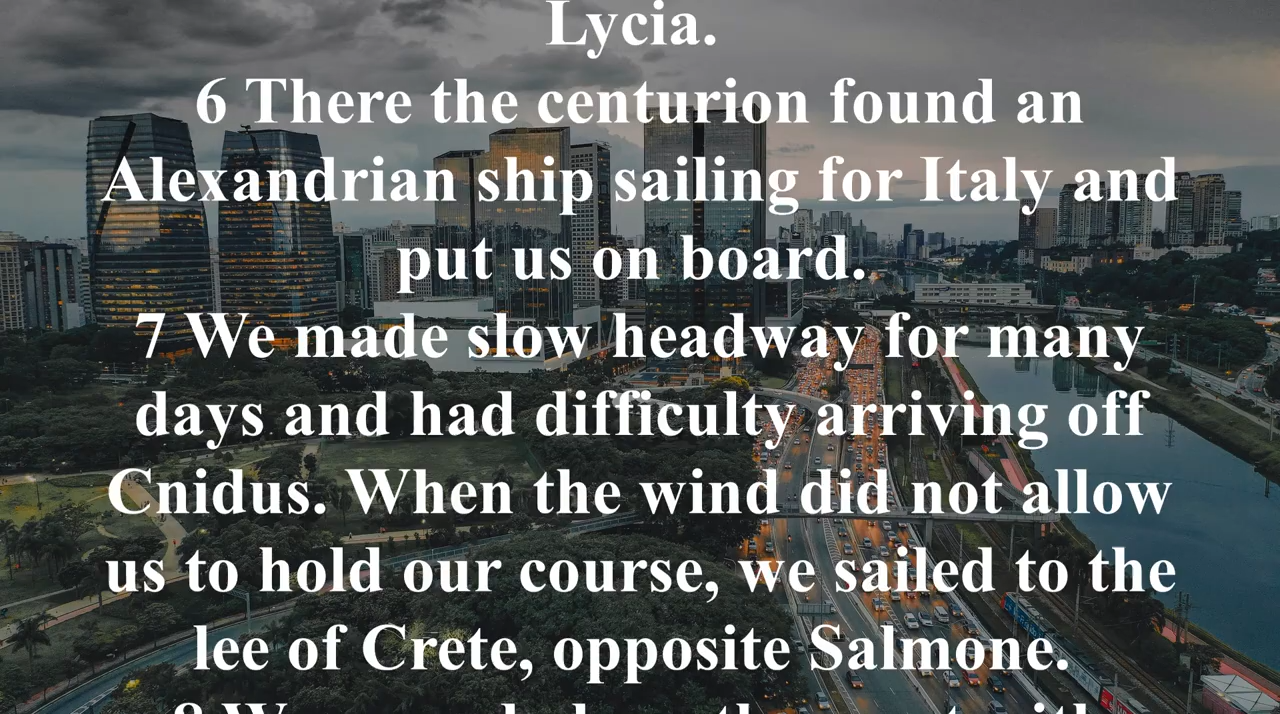 Lycia.
6 There the centurion found an
Alexandrian ship sailing for Italy and
put us on board.
7 We made slow headway for many
days and had difficulty arriving off
Cnidus. When the wind did not allow
us to hold our course, we sailed to the
lee of Crete, opposite Salmone.